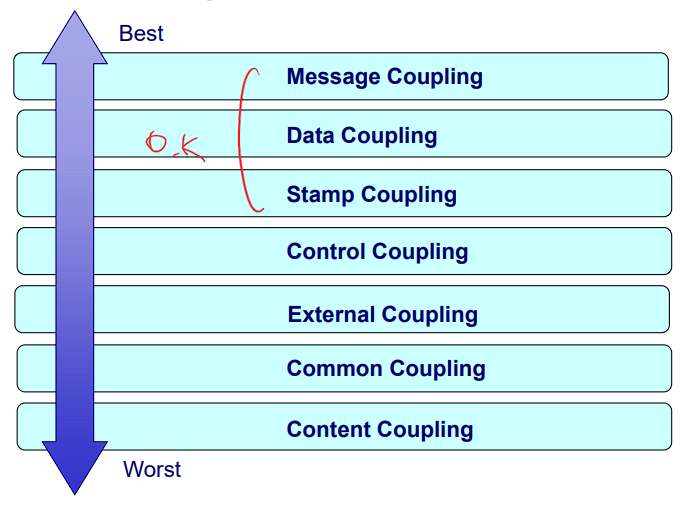 Best
Message Coupling
Data Coupling
O.K
Stamp Coupling
Control Coupling
External Coupling
Common Coupling
Content Coupling
Worst